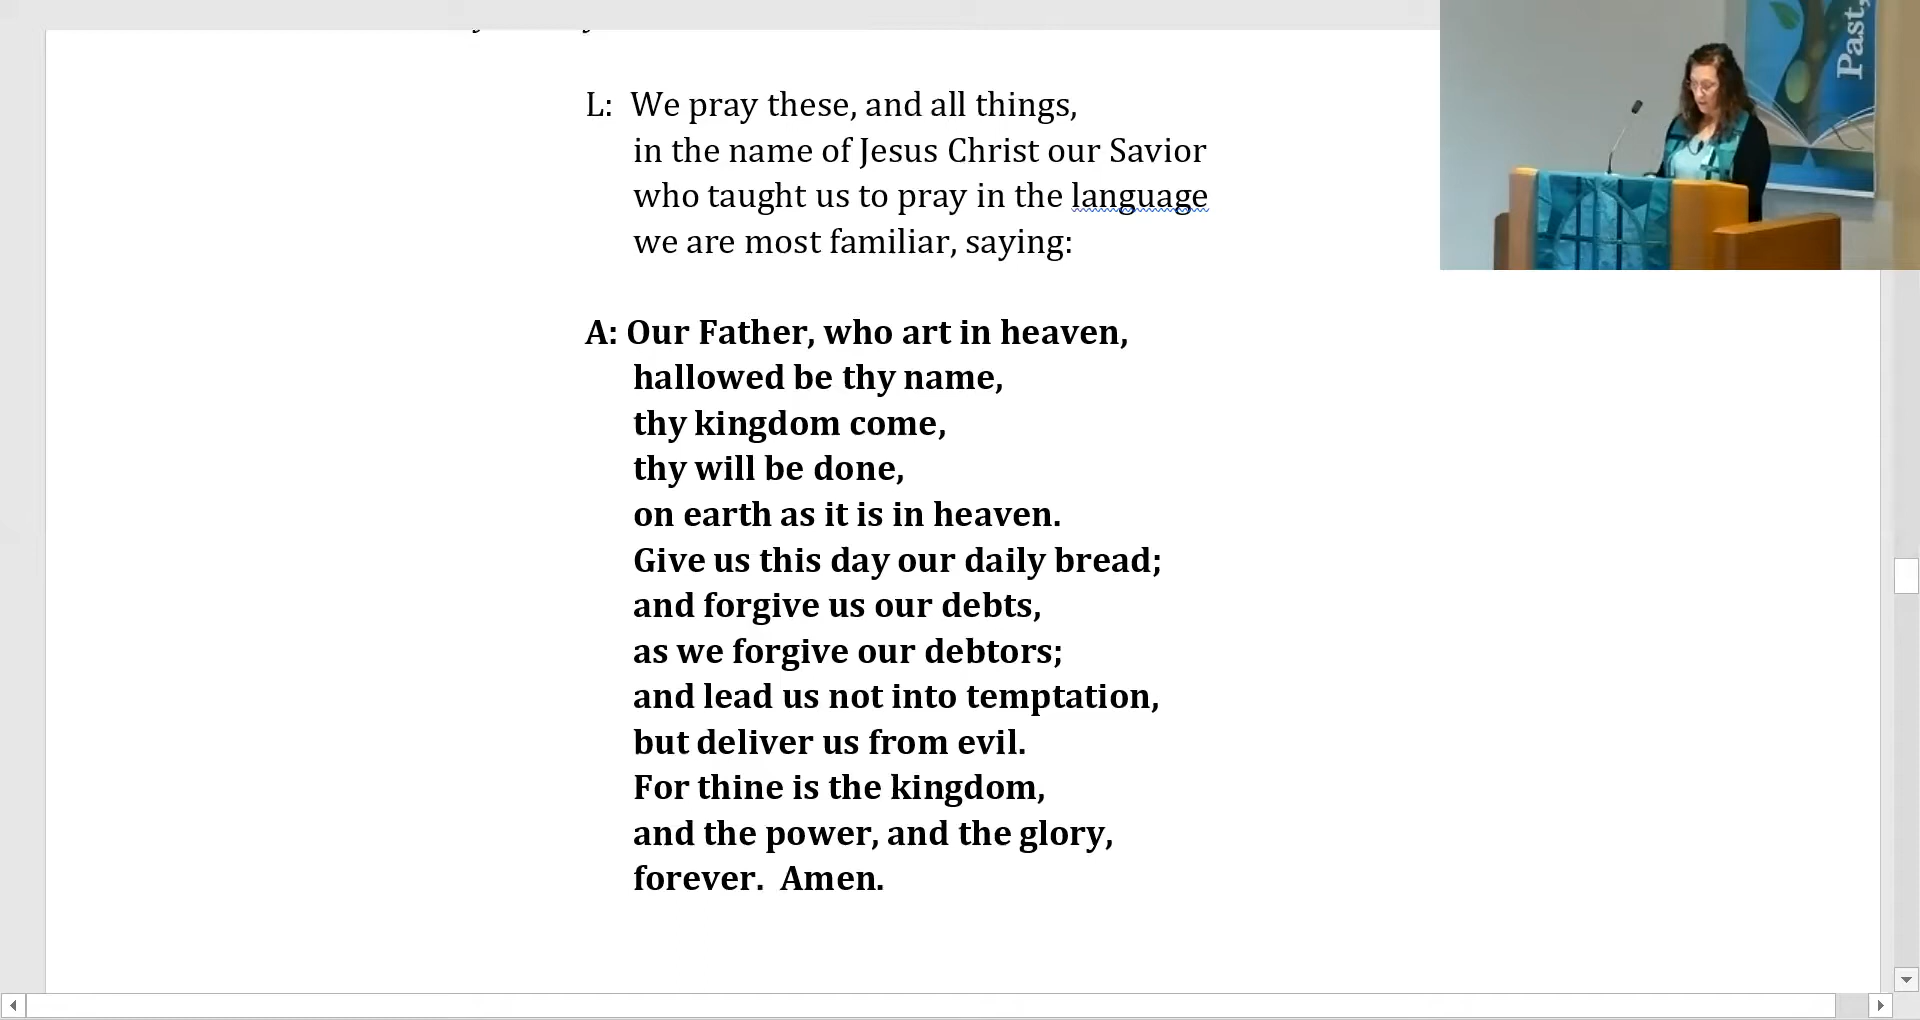 L: We pray these, and all things,
in the name of Jesus Christ our Savior
who taught us to pray in the language
we are most familiar, saying:
A: Our Father, who art in heaven,
hallowed be thy name,
thy kingdom come,
thy will be done,
on earth as it is in heaven.
Give us this day our daily bread;
and forgive us our debts,
as we forgive our debtors;
and lead us not into temptation,
but deliver us from evil.
For thine is the kingdom,
and the power, and the glory,
forever. Amen.
Past,